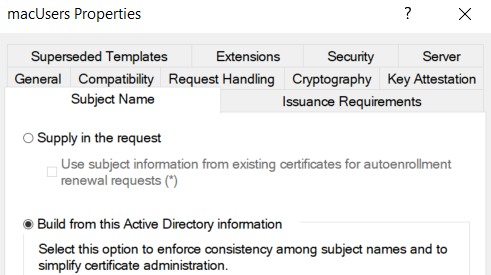 macUsers Properties ?
Superseded Templates Extensions Security Server
General Compatibility Request Handling Cryptography Key Attestation
Subject Name Issuance Requirements
Supply in the request
Use subject information from existing certificates for autoenrollment
renewal requests (*)
Build from this Active Directory information
Select this option to enforce consistency among subject names and to
simplify certificate administration.